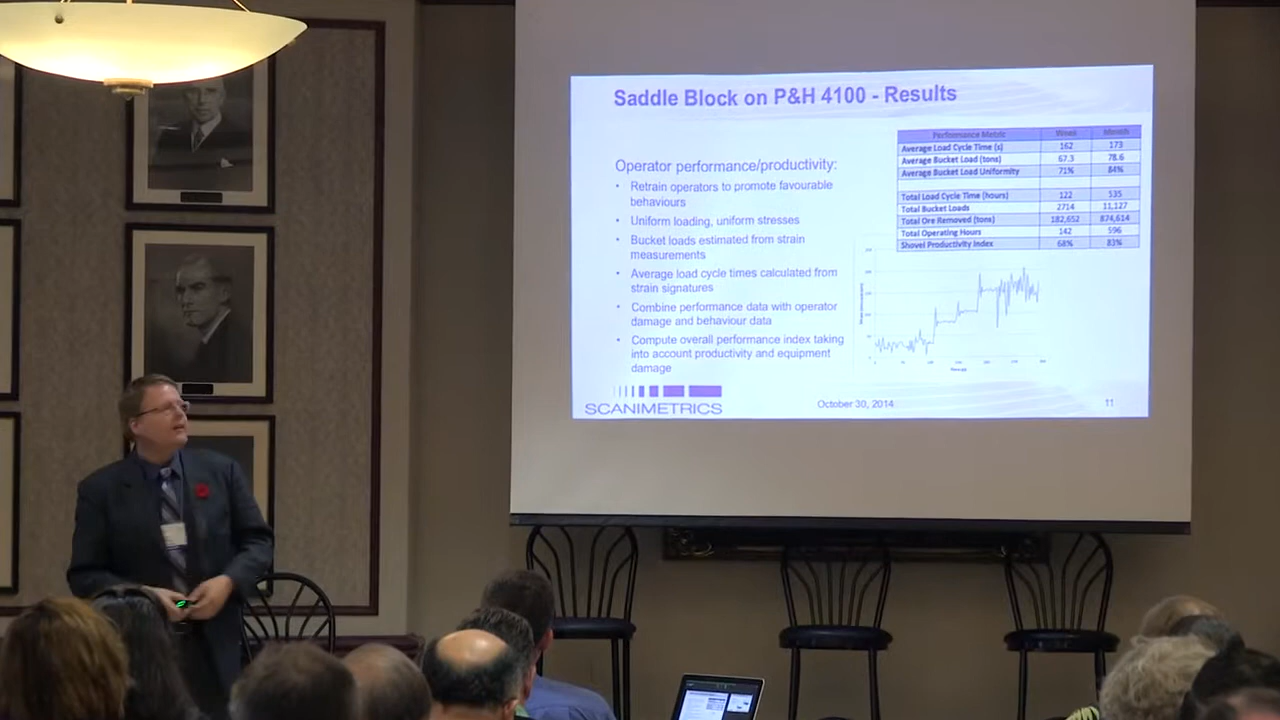 Saddle Block on P&H 4100 - Results
Operator performance/productivity:
• Retrain operators to promote favourable
behaviours
• Uniform loading, uniform stresses
• Bucket loads estimated from strain
measurements
• Average load cycle times calculated from
strain signatures
• Combine performance data with operator
damage and behaviour data
• Compute overall performance index taking
into account productivity and equipment
damage
Performance Metric Week Month
Average Load Cycle Time (s) 162 173
Average Bucket Load (tons) 67.3 78.6
Average Bucket Load Uniformity 71% 84%
Total Load Cycle Time (hours) 122 535
Total Bucket Loads 2714 11,127
Total Ore Removed (tons) 182,652 874,614
Total Operating Hours 142 596
Shovel Productivity Index 68% 83%
SCANIMETRICS
October 30, 2014
11